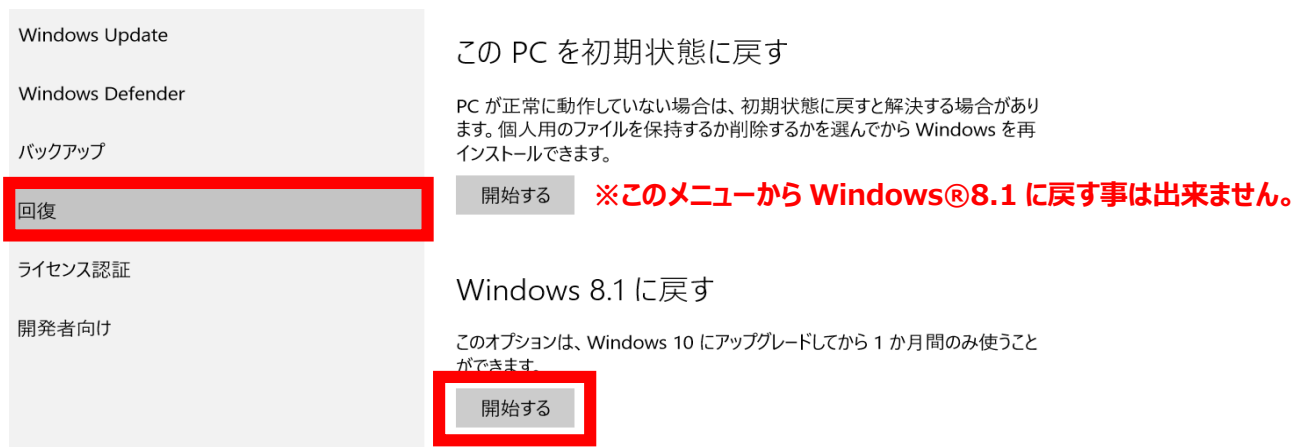 Windows Update
Windows Defender
バックアップ
回復
ライセンス認証
開発者向け
この PC を初期状態に戻す
PC が正常に動作していない場合は、初期状態に戻すと解決する場合があり
ます。個人用のファイルを保持するか削除するかを選んでから Windows を再
インストールできます。
開始する
※このメニューから Windows®8.1 に戻す事は出来ません。
Windows 8.1 に戻す
このオプションは、Windows 10 にアップグレードしてから 1 か月間のみ使うこと
ができます。
開始する